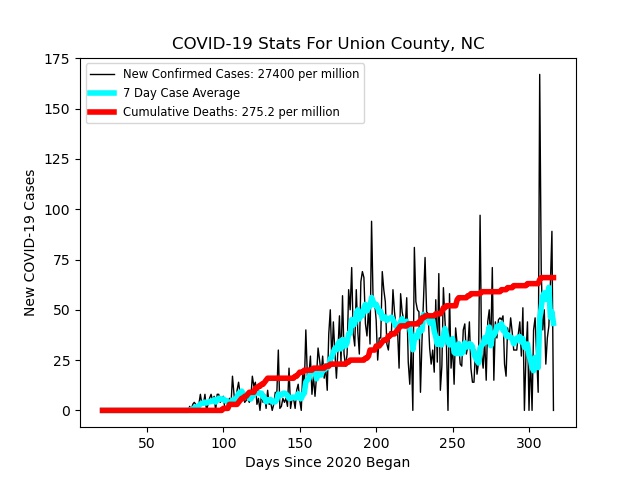 COVID-19 Stats For Union County, NC
New Confirmed Cases: 27400 per million
7 Day Case Average
Cumulative Deaths: 275.2 per million
New COVID-19 Cases
175
150
125
100
75
50
25
0
50 100 150 200 250 300
Days Since 2020 Began